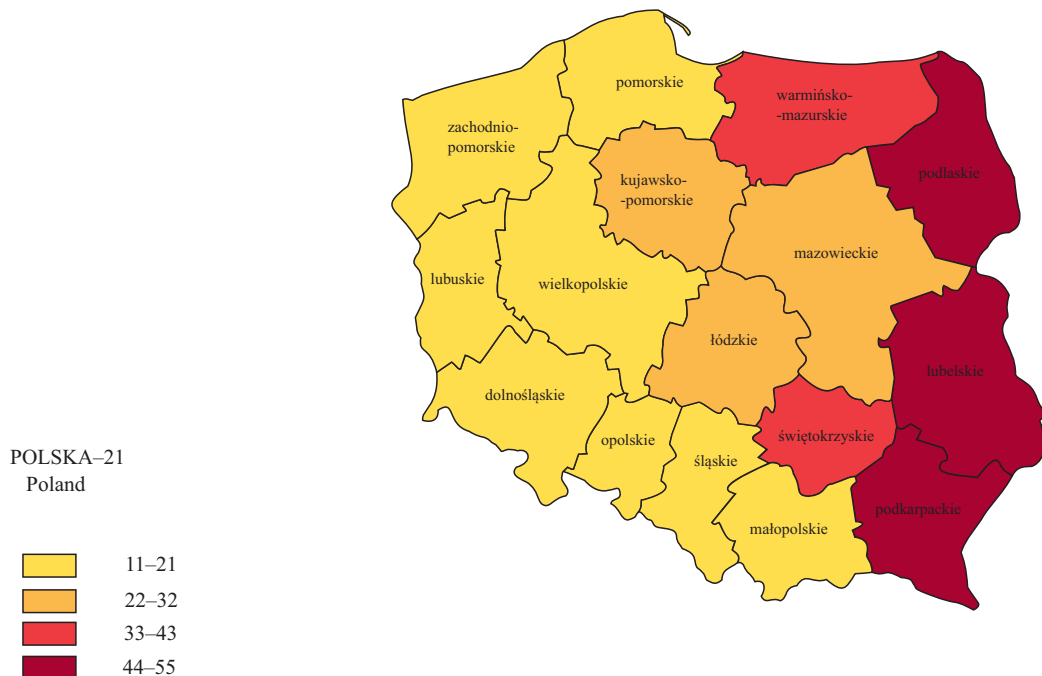 pomorskie
warmińsko-
-mazurskie
zachodnio-
pomorskie
podlaskie
kujawsko-
-pomorskie
mazowieckie
lubuskie
wielkopolskie
łódzkie
lubelskie
dolnośląskie
opolskie
śląskie
świętokrzyskie
podkarpackie
małopolskie
POLSKA–21
Poland
11–21
22–32
33–43
44–55